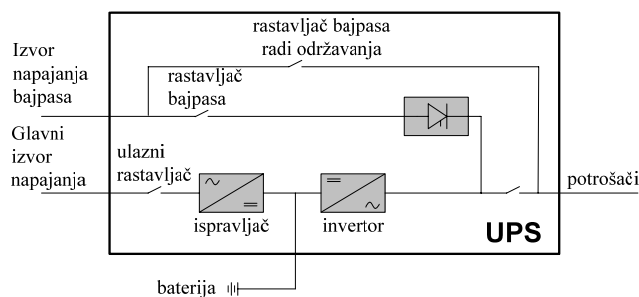 rastavljač bajpasa
radi održavanja
Izvor
napajanja
bajpasa
rastavljač
bajpasa
Glavni
izvor
napajanja
ulazni
rastavljač
potrošači
ispravljač
invertor
UPS
baterija